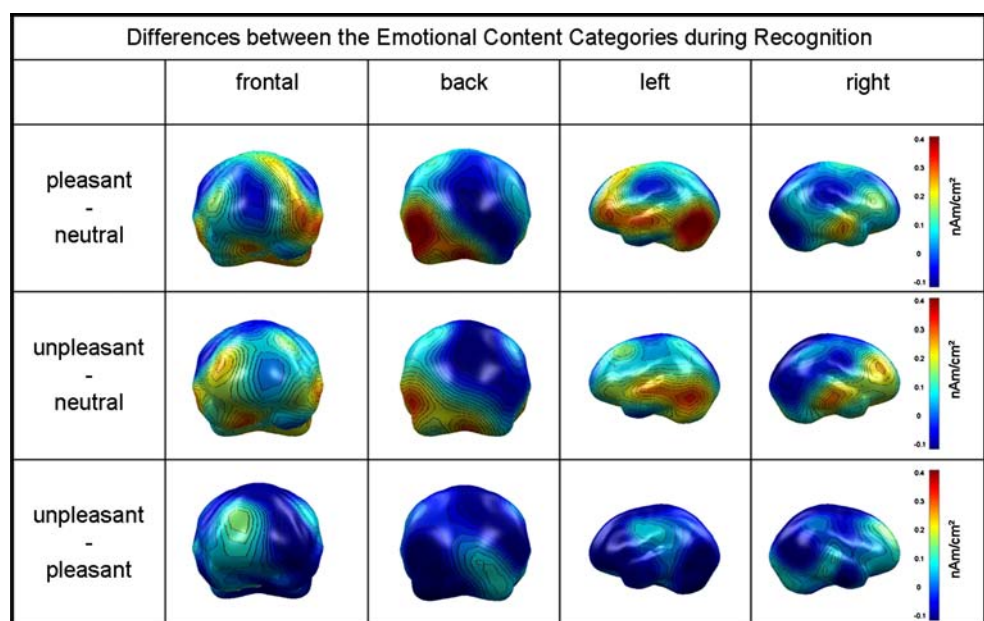 Differences between the Emotional Content Categories during Recognition
frontal back left right
pleasant
-
neutral
0.4
0.3
0.2
0.1
0
-0.1
nAm/cm²
unpleasant
-
neutral
0.4
0.3
0.2
0.1
0
-0.1
nAm/cm²
unpleasant
-
pleasant
0.4
0.3
0.2
0.1
0
-0.1
nAm/cm²